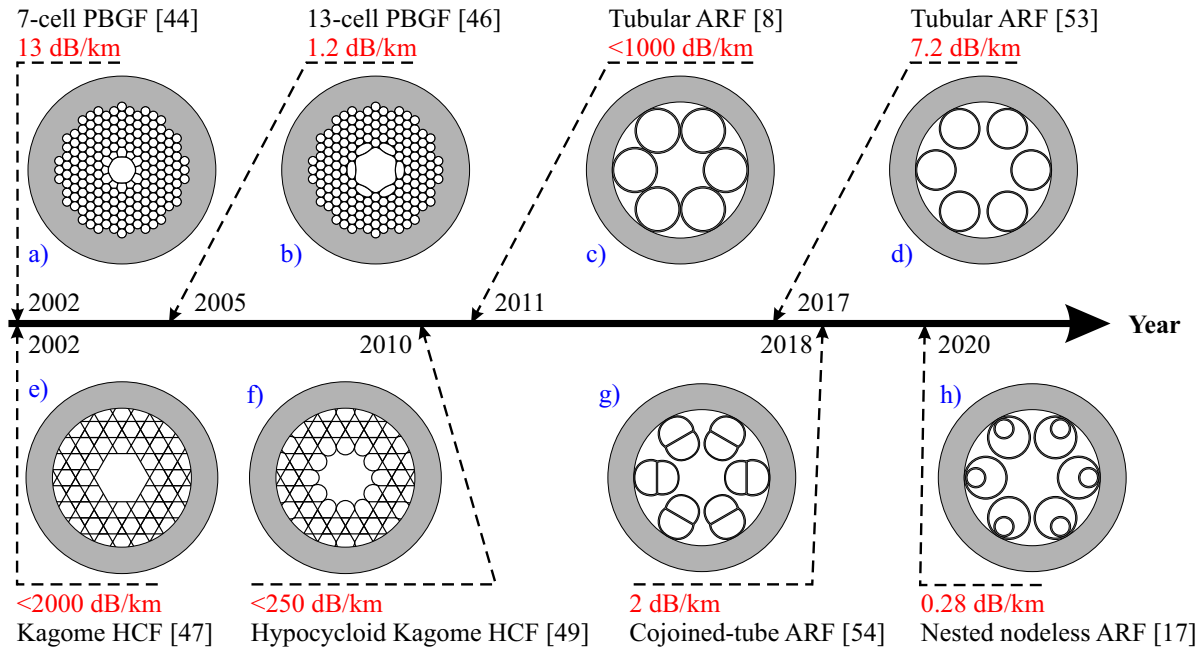 7-cell PBGF [44]
13 dB/km
13-cell PBGF [46]
1.2 dB/km
Tubular ARF [8]
<1000 dB/km
Tubular ARF [53]
7.2 dB/km
a)
b)
c)
d)
2002
2005
2011
2017
Year
2002
2010
2018
2020
e)
f)
g)
h)
<2000 dB/km
Kagome HCF [47]
<250 dB/km
Hypocycloid Kagome HCF [49]
2 dB/km
Cojoined-tube ARF [54]
0.28 dB/km
Nested nodeless ARF [17]